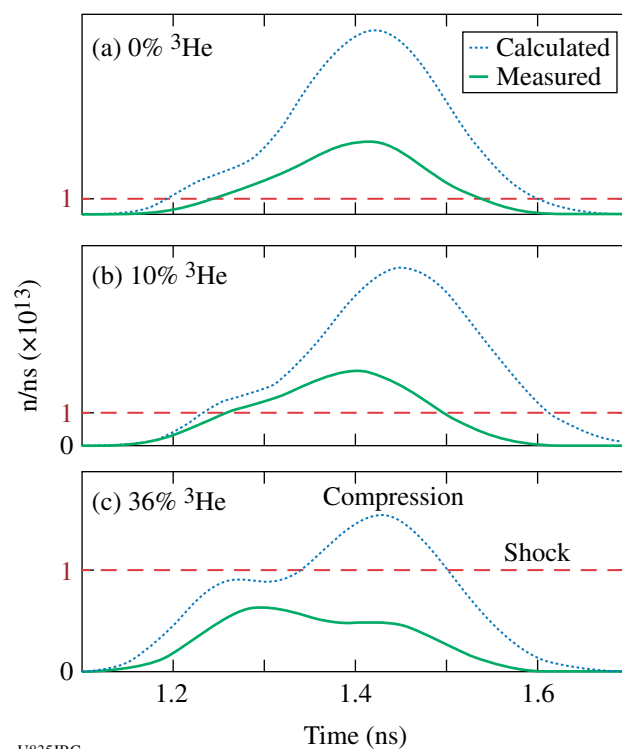 (a) 0% ³He
Calculated
Measured
1
(b) 10% ³He
1
0
n/ns (×10¹³)
(c) 36% ³He
Compression
Shock
1
0
1.2 1.4 1.6
Time (ns)